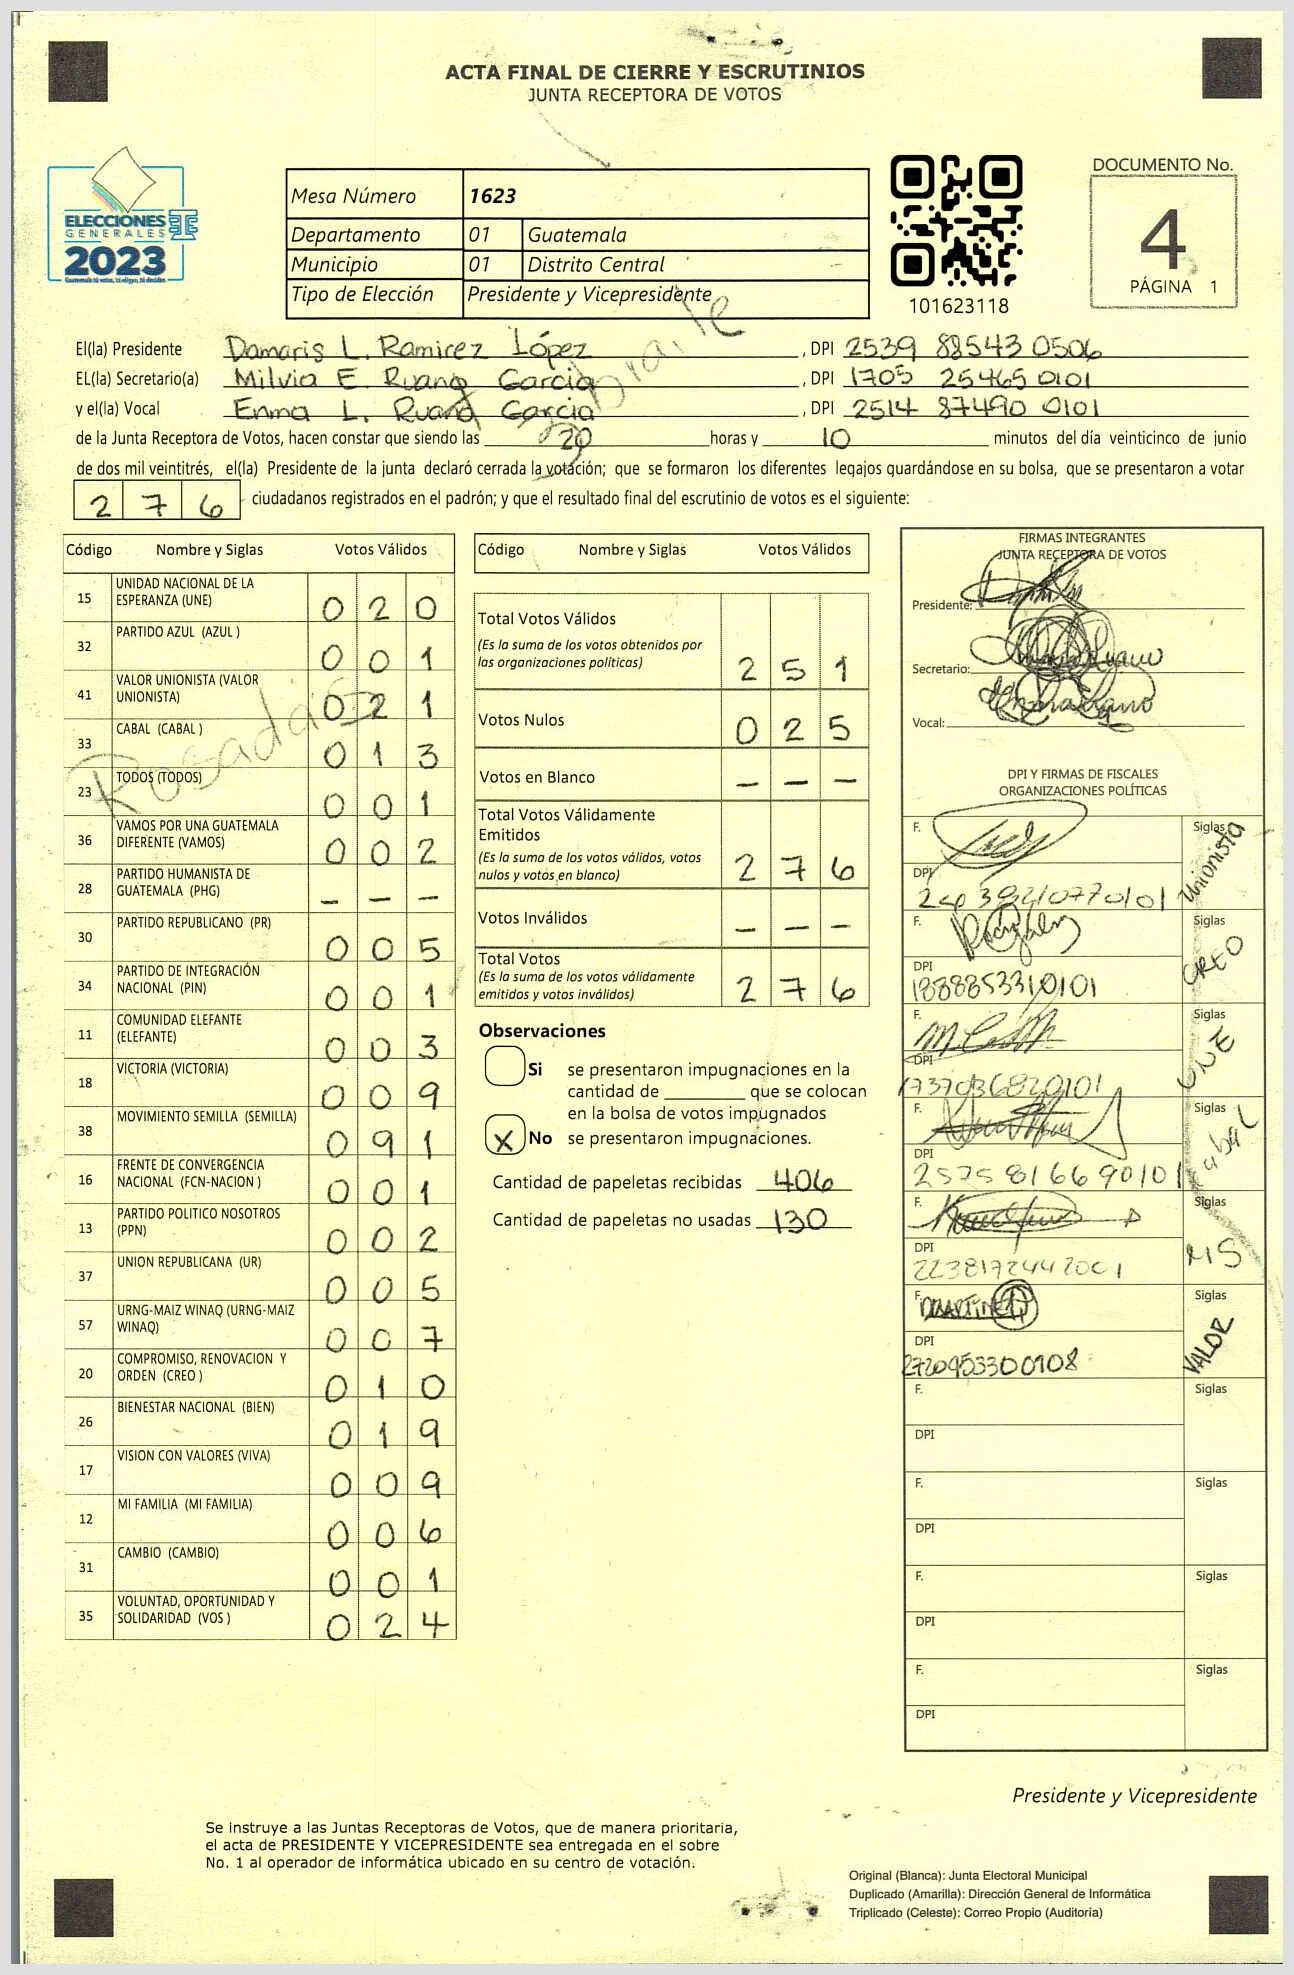 ACTA FINAL DE CIERRE Y ESCRUTINIOS
JUNTA RECEPTORA DE VOTOS
ELECCIONES
GENERALES
2023
Mesa Número 1623
Departamento 01 Guatemala
Municipio 01 Distrito Central
Tipo de Elección Presidente y Vicepresidente
101623118
DOCUMENTO No.
4
PÁGINA 1
El(la) Presidente Damaris L. Ramirez López , DPI 2539 88543 0506
EL(la) Secretario(a) Milvia E. Ruano Garcia , DPI 1705 25465 0101
y el(la) Vocal Enma L. Ruano Garcia , DPI 2514 87490 0101
de la Junta Receptora de Votos, hacen constar que siendo las 20 horas y 10 minutos del día veinticinco de junio
de dos mil veintitrés, el(la) Presidente de la junta declaró cerrada la votación; que se formaron los diferentes legajos guardándose en su bolsa, que se presentaron a votar
2 7 6 ciudadanos registrados en el padrón; y que el resultado final del escrutinio de votos es el siguiente:
Código Nombre y Siglas Votos Válidos
15 UNIDAD NACIONAL DE LA ESPERANZA (UNE) 0 2 0
32 PARTIDO AZUL (AZUL ) 0 0 1
41 VALOR UNIONISTA (VALOR UNIONISTA) 0 2 1
33 CABAL (CABAL ) 0 1 3
23 TODOS (TODOS) 0 0 1
36 VAMOS POR UNA GUATEMALA DIFERENTE (VAMOS) 0 0 2
28 PARTIDO HUMANISTA DE GUATEMALA (PHG) – – –
30 PARTIDO REPUBLICANO (PR) 0 0 5
34 PARTIDO DE INTEGRACIÓN NACIONAL (PIN) 0 0 1
11 COMUNIDAD ELEFANTE (ELEFANTE) 0 0 3
18 VICTORIA (VICTORIA) 0 0 9
38 MOVIMIENTO SEMILLA (SEMILLA) 0 9 1
16 FRENTE DE CONVERGENCIA NACIONAL (FCN-NACION ) 0 0 1
13 PARTIDO POLITICO NOSOTROS (PPN) 0 0 2
37 UNION REPUBLICANA (UR) 0 0 5
57 URNG-MAIZ WINAQ (URNG-MAIZ WINAQ) 0 0 7
20 COMPROMISO, RENOVACION Y ORDEN (CREO ) 0 1 0
26 BIENESTAR NACIONAL (BIEN) 0 1 9
17 VISION CON VALORES (VIVA) 0 0 9
12 MI FAMILIA (MI FAMILIA) 0 0 6
31 CAMBIO (CAMBIO) 0 0 1
35 VOLUNTAD, OPORTUNIDAD Y SOLIDARIDAD (VOS ) 0 2 4
Código Nombre y Siglas Votos Válidos
Total Votos Válidos
(Es la suma de los votos obtenidos por
las organizaciones políticas) 2 5 1
Votos Nulos 0 2 5
Votos en Blanco – – –
Total Votos Válidamente
Emitidos
(Es la suma de los votos válidos, votos
nulos y votos en blanco) 2 7 6
Votos Inválidos – – –
Total Votos
(Es la suma de los votos válidamente
emitidos y votos inválidos) 2 7 6
Observaciones
Si se presentaron impugnaciones en la
cantidad de ________ que se colocan
en la bolsa de votos impugnados
X No se presentaron impugnaciones.
Cantidad de papeletas recibidas 406
Cantidad de papeletas no usadas 130
FIRMAS INTEGRANTES
JUNTA RECEPTORA DE VOTOS
Presidente:
Secretario:
Vocal:
DPI Y FIRMAS DE FISCALES
ORGANIZACIONES POLÍTICAS
F. Siglas Unionista
DPI
F. Siglas CREO
DPI 1888853310101
F. Siglas UNE
DPI 1737036820101
F. Siglas Cabal
DPI 2575816690101
F. Siglas MS
DPI 2238172442001
F. Siglas VALOR
DPI 2720953300108
F. Siglas
DPI
F. Siglas
DPI
F. Siglas
DPI
F. Siglas
DPI
Presidente y Vicepresidente
Se instruye a las Juntas Receptoras de Votos, que de manera prioritaria,
el acta de PRESIDENTE Y VICEPRESIDENTE sea entregada en el sobre
No. 1 al operador de informática ubicado en su centro de votación.
Original (Blanca): Junta Electoral Municipal
Duplicado (Amarilla): Dirección General de Informática
Triplicado (Celeste): Correo Propio (Auditoria)